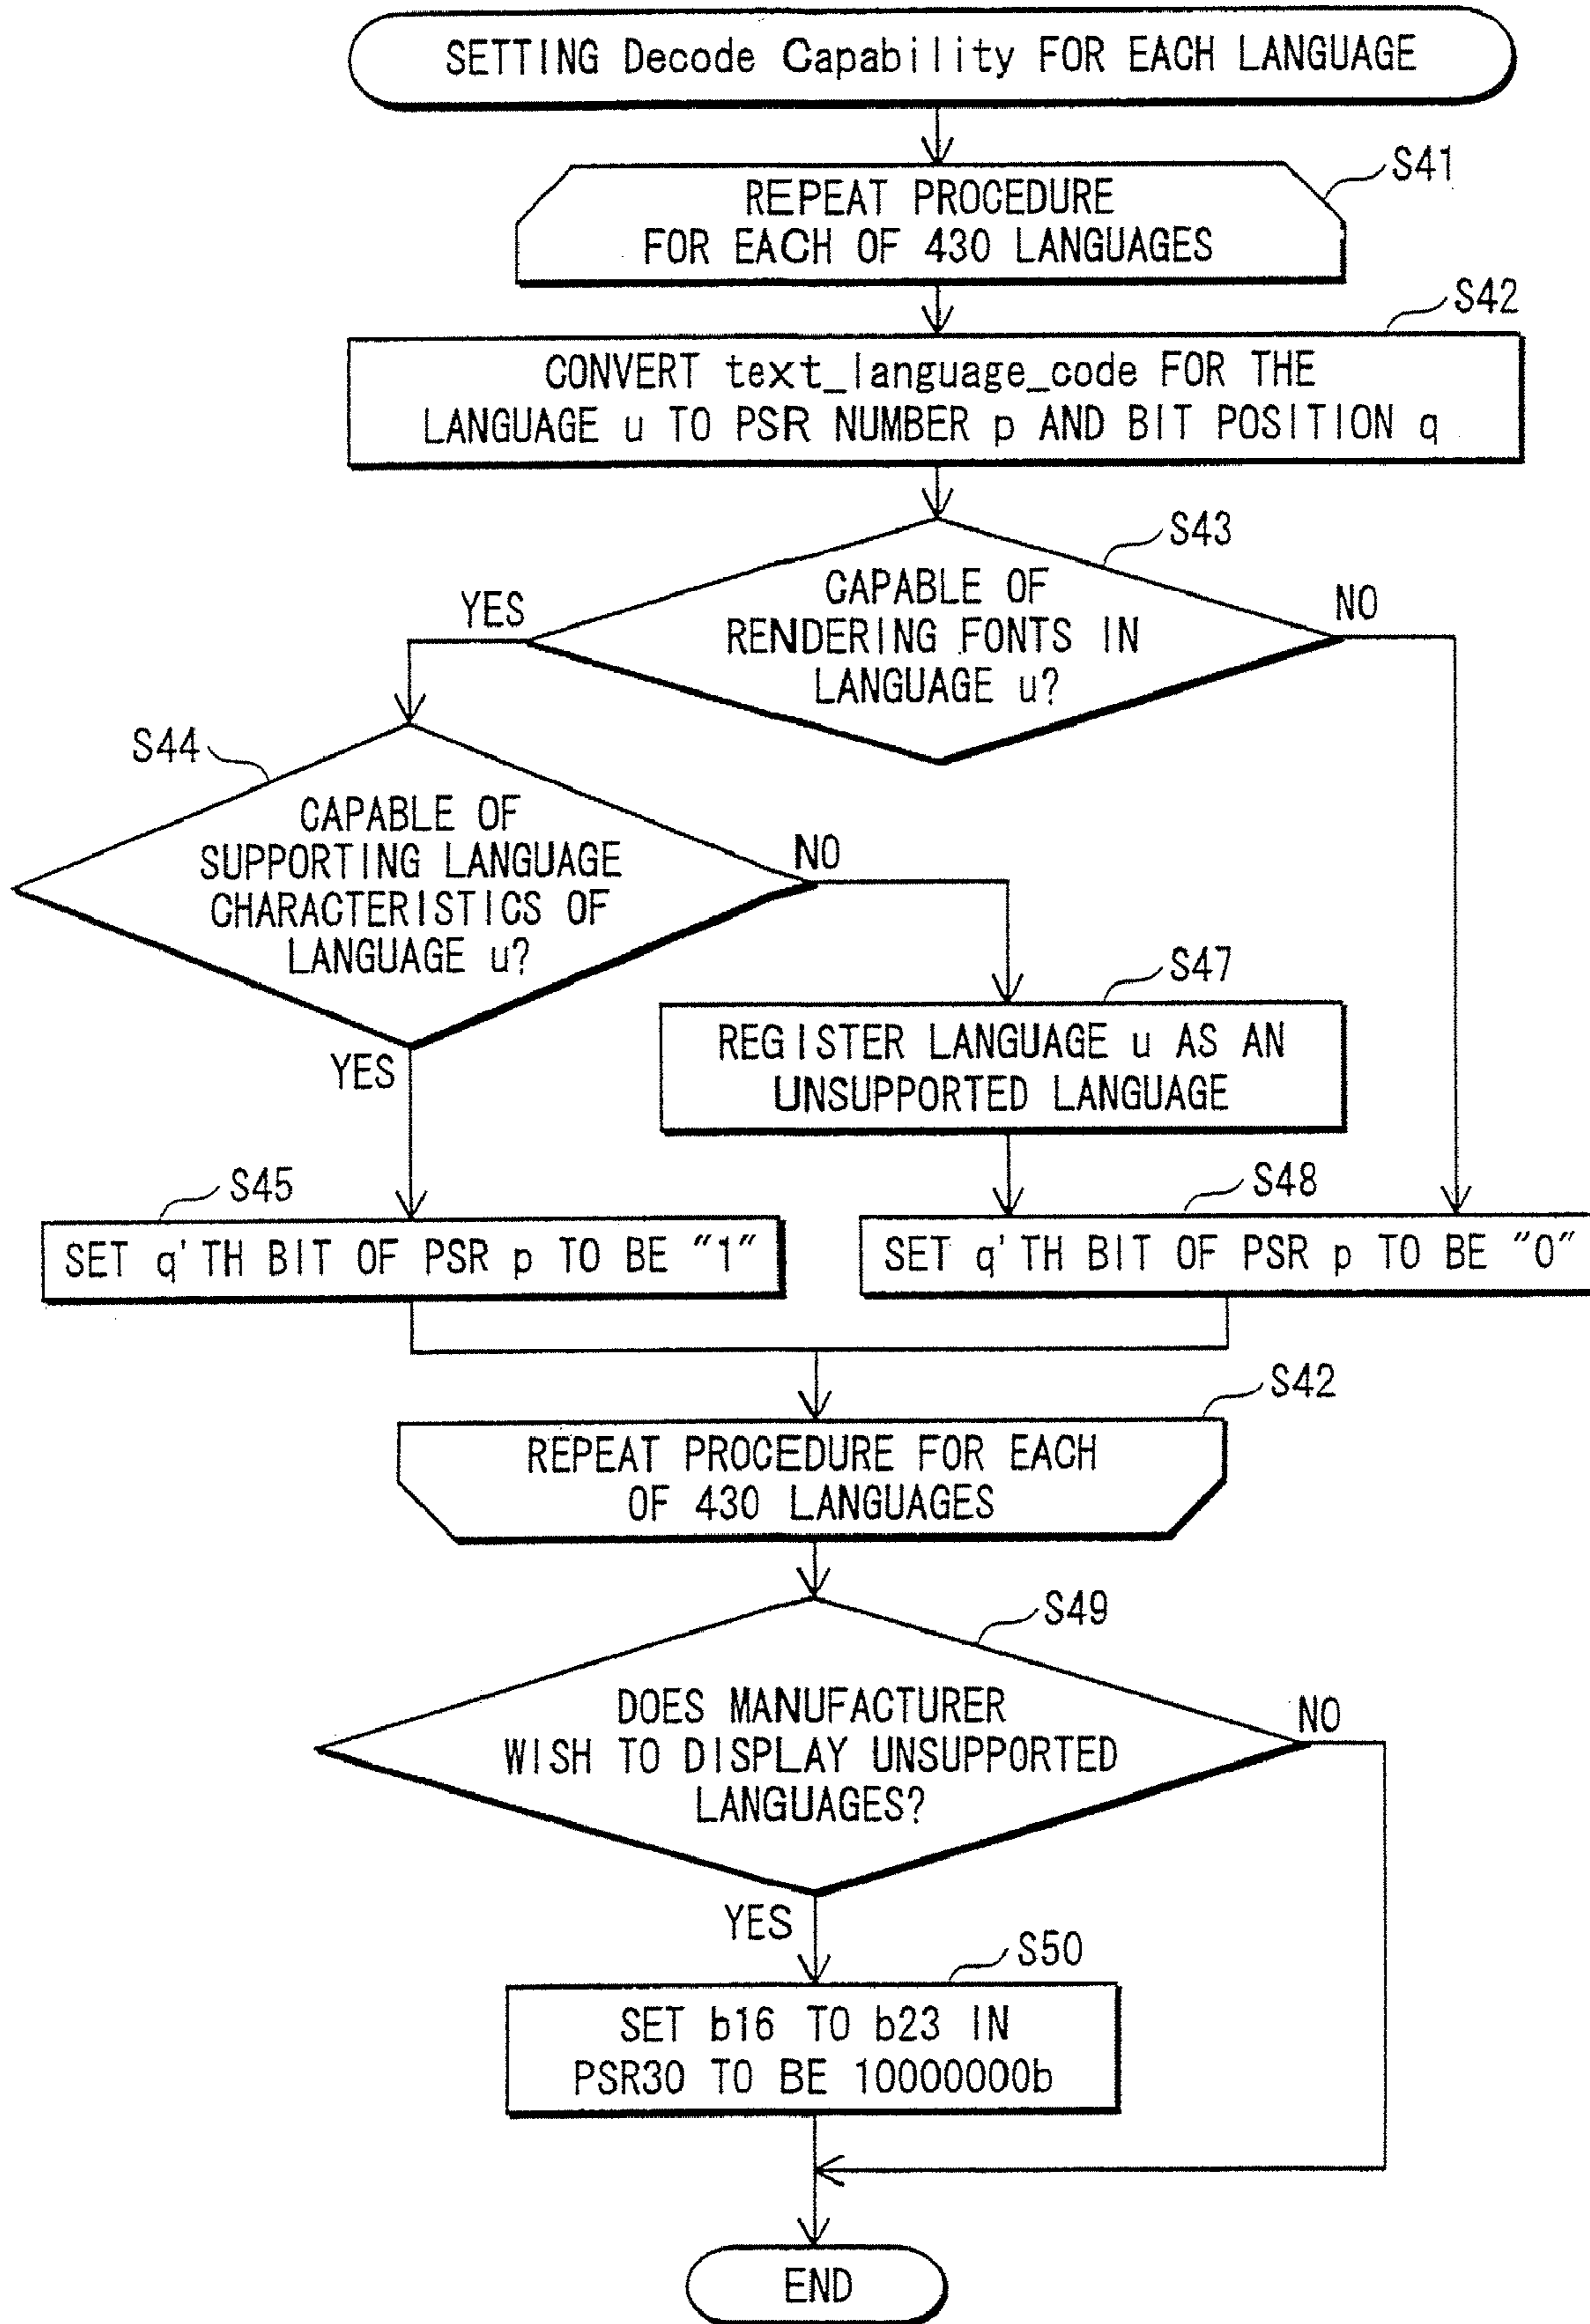 SETTING Decode Capability FOR EACH LANGUAGE
S41
REPEAT PROCEDURE
FOR EACH OF 430 LANGUAGES
S42
CONVERT text_language_code FOR THE
LANGUAGE u TO PSR NUMBER p AND BIT POSITION q
S43
CAPABLE OF
RENDERING FONTS IN
LANGUAGE u?
YES
NO
S44
CAPABLE OF
SUPPORTING LANGUAGE
CHARACTERISTICS OF
LANGUAGE u?
NO
YES
S47
REGISTER LANGUAGE u AS AN
UNSUPPORTED LANGUAGE
S45
SET q'TH BIT OF PSR p TO BE "1"
S48
SET q'TH BIT OF PSR p TO BE "0"
S42
REPEAT PROCEDURE FOR EACH
OF 430 LANGUAGES
S49
DOES MANUFACTURER
WISH TO DISPLAY UNSUPPORTED
LANGUAGES?
NO
YES
S50
SET b16 TO b23 IN
PSR30 TO BE 10000000b
END